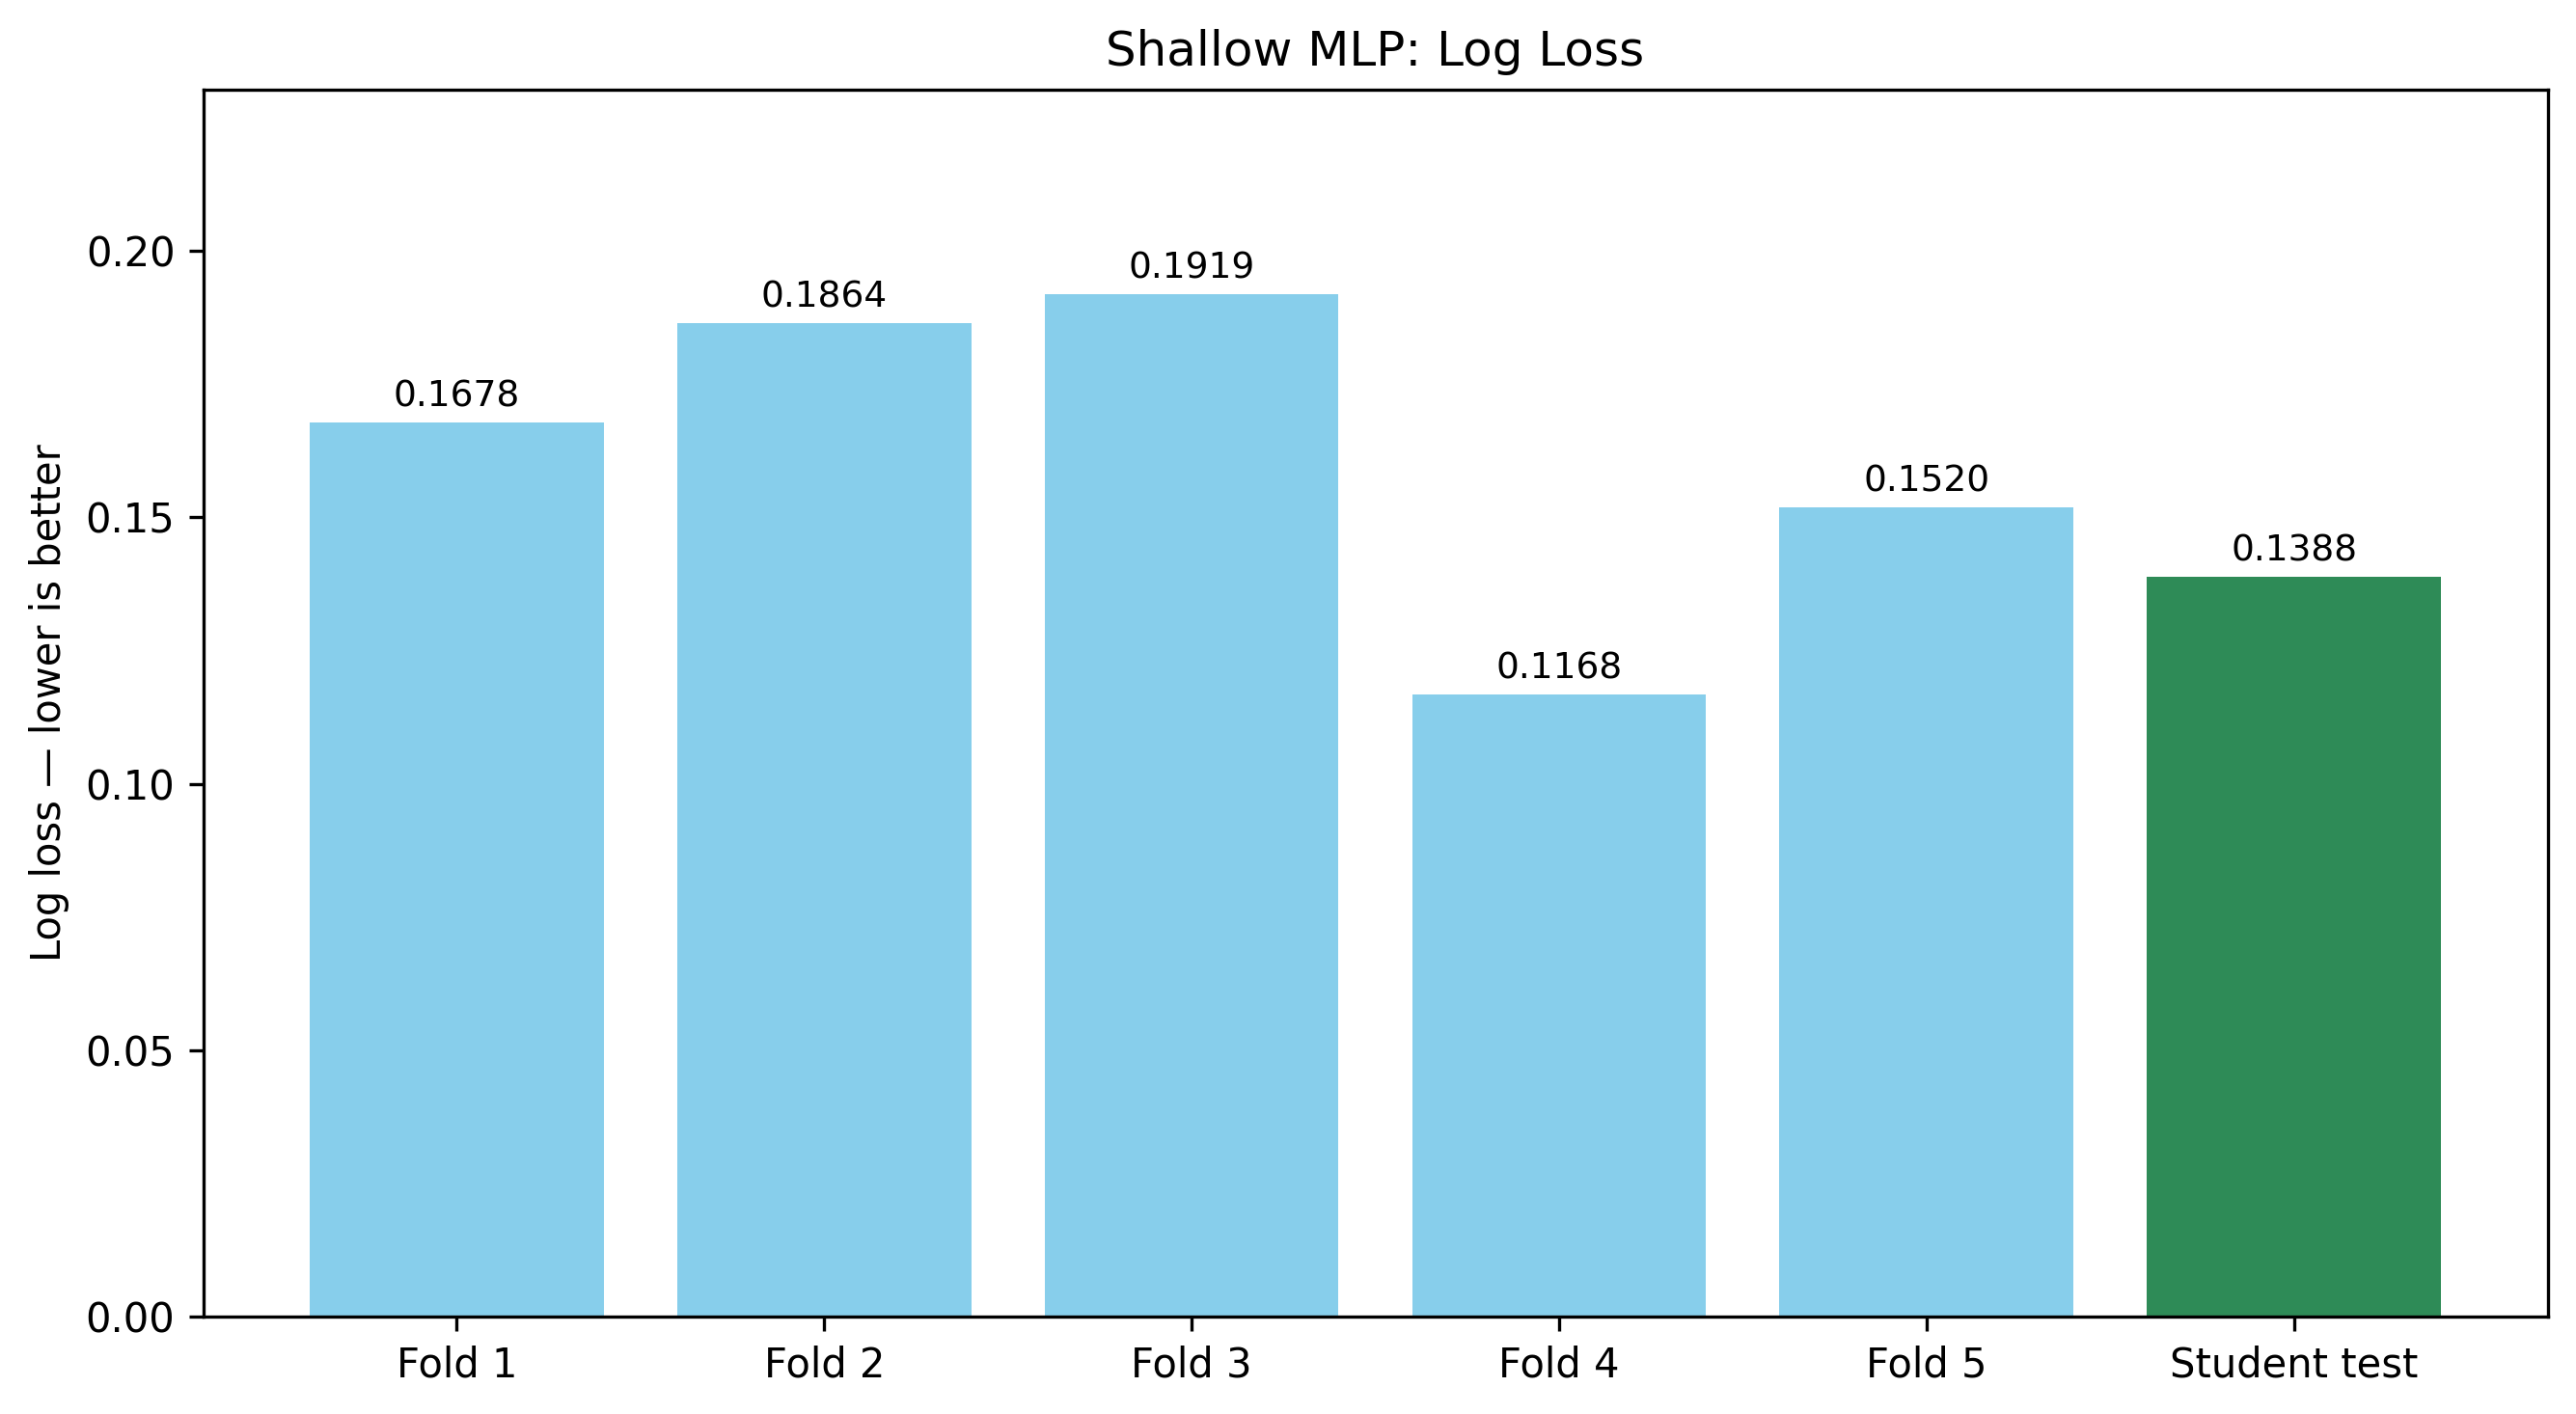 Shallow MLP: Log Loss
Log loss — lower is better
0.20
0.15
0.10
0.05
0.00
0.1678
0.1864
0.1919
0.1168
0.1520
0.1388
Fold 1
Fold 2
Fold 3
Fold 4
Fold 5
Student test